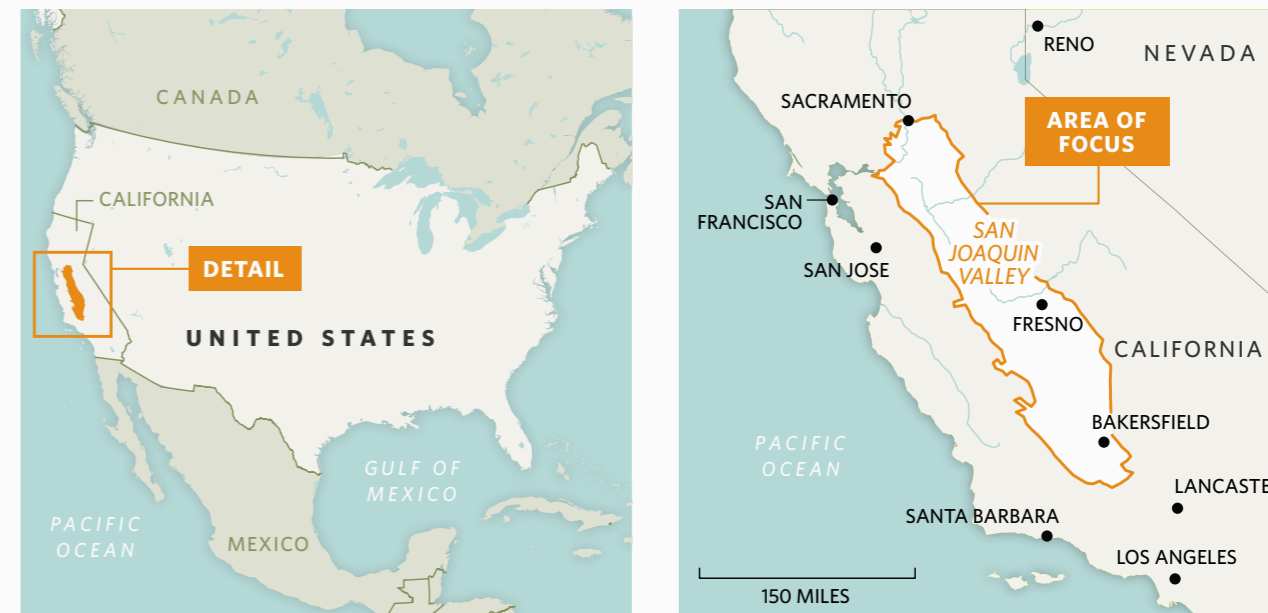 CANADA
CALIFORNIA
DETAIL
UNITED STATES
GULF OF
MEXICO
PACIFIC
OCEAN
MEXICO
RENO
NEVADA
SACRAMENTO
AREA OF
FOCUS
SAN
FRANCISCO
SAN
JOAQUIN
VALLEY
SAN JOSE
FRESNO
CALIFORNIA
BAKERSFIELD
PACIFIC
OCEAN
LANCASTE
SANTA BARBARA
LOS ANGELES
150 MILES